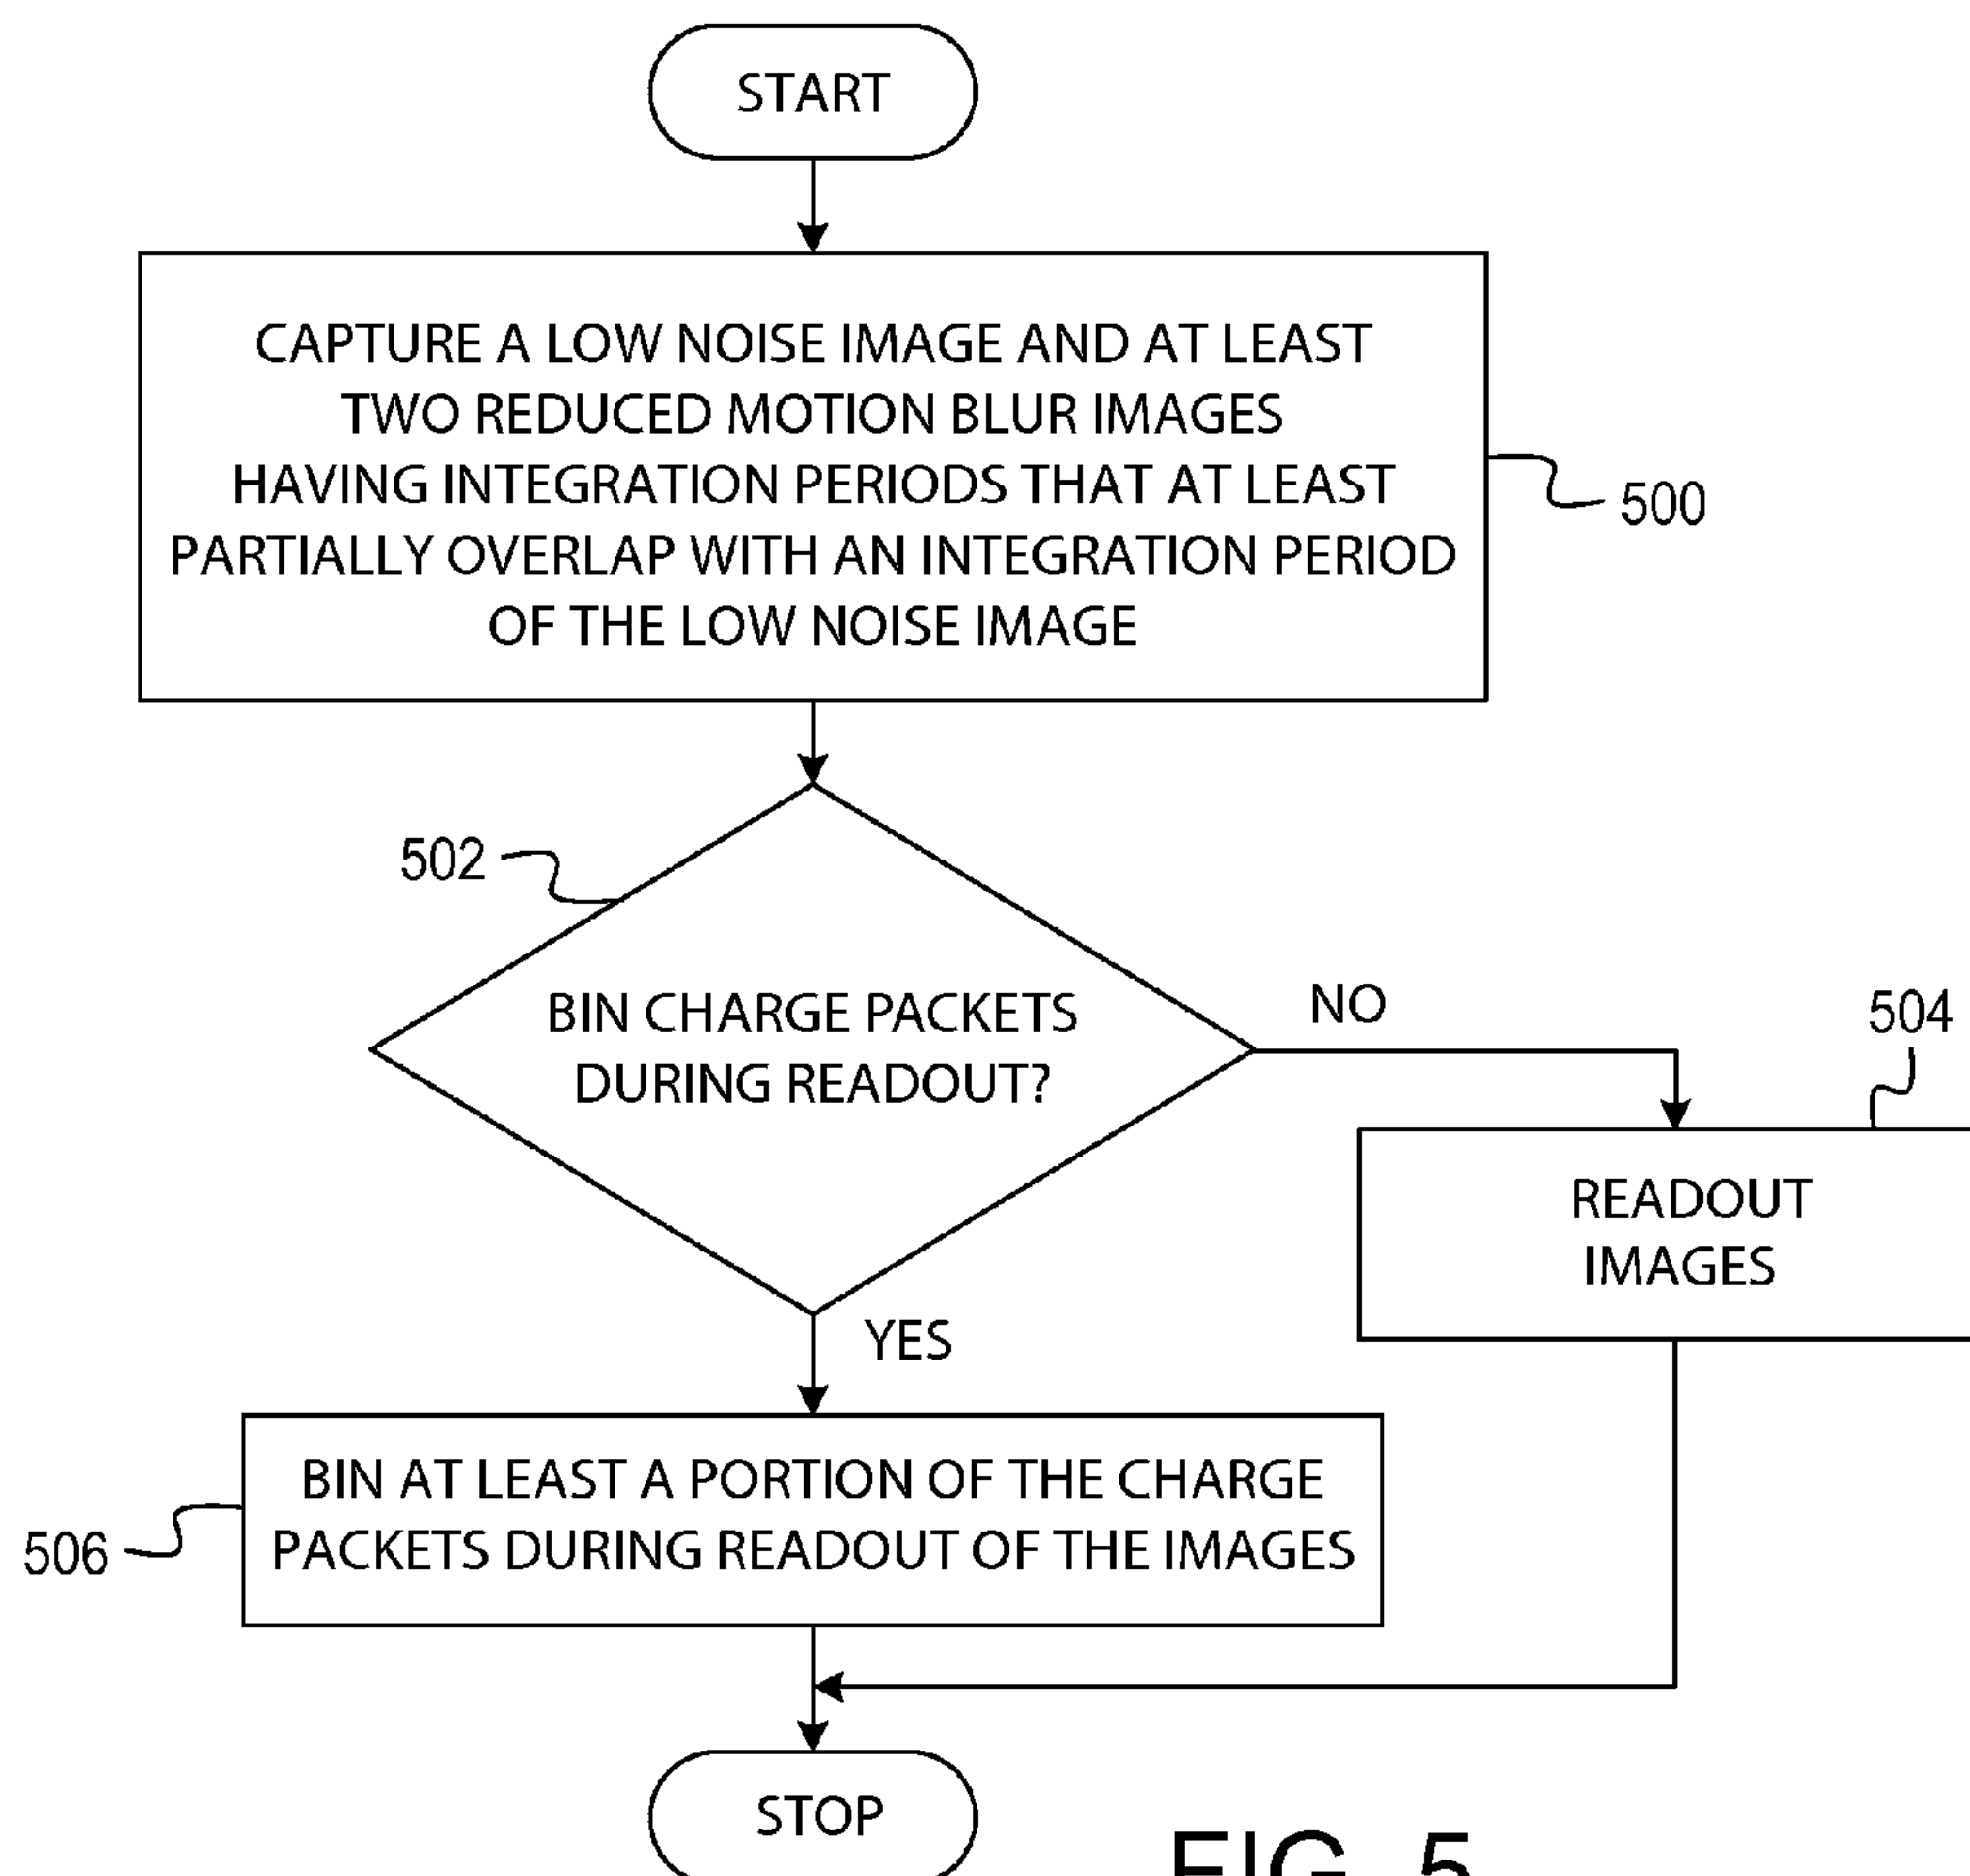 START
CAPTURE A LOW NOISE IMAGE AND AT LEAST
TWO REDUCED MOTION BLUR IMAGES
HAVING INTEGRATION PERIODS THAT AT LEAST
PARTIALLY OVERLAP WITH AN INTEGRATION PERIOD
OF THE LOW NOISE IMAGE
500
502
BIN CHARGE PACKETS
DURING READOUT?
NO
504
READOUT
IMAGES
YES
BIN AT LEAST A PORTION OF THE CHARGE
PACKETS DURING READOUT OF THE IMAGES
506
STOP
FIG. 5